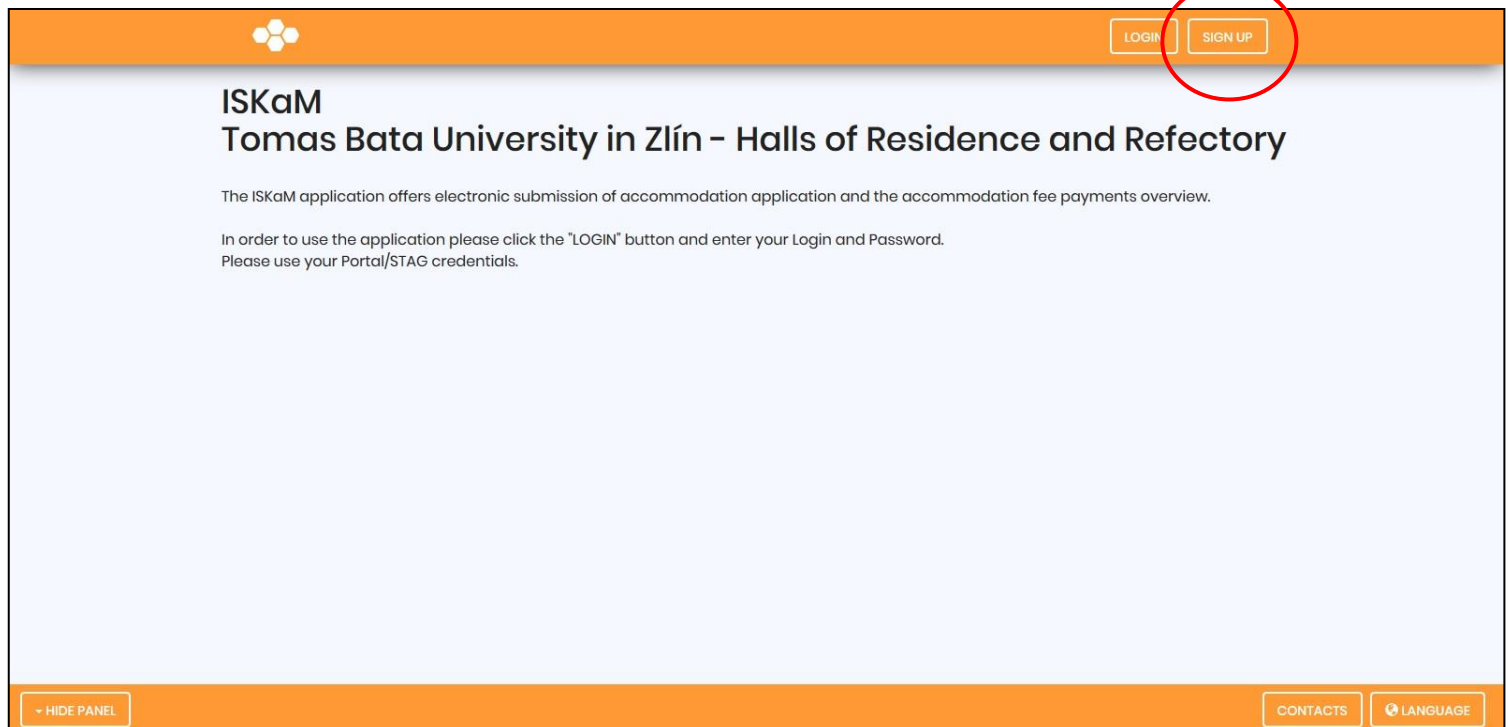 LOGIN SIGN UP
ISKaM
Tomas Bata University in Zlín - Halls of Residence and Refectory
The ISKaM application offers electronic submission of accommodation application and the accommodation fee payments overview.
In order to use the application please click the "LOGIN" button and enter your Login and Password.
Please use your Portal/STAG credentials.
HIDE PANEL CONTACTS LANGUAGE